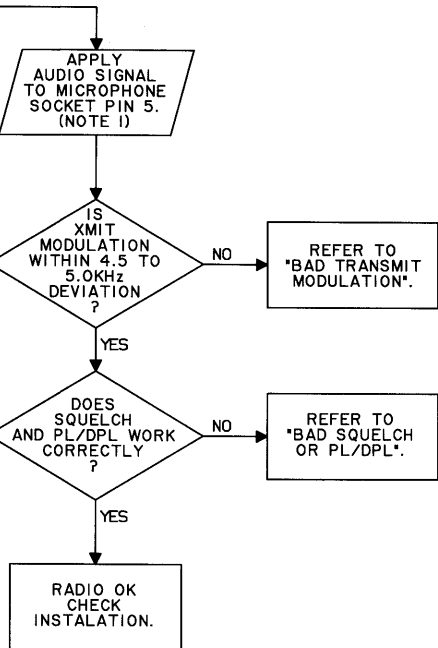 APPLY
AUDIO SIGNAL
TO MICROPHONE
SOCKET PIN 5.
(NOTE 1)
IS
XMIT
MODULATION
WITHIN 4.5 TO
5.0KHz
DEVIATION
?
NO
REFER TO
"BAD TRANSMIT
MODULATION".
YES
DOES
SQUELCH
AND PL/DPL WORK
CORRECTLY
?
NO
REFER TO
"BAD SQUELCH
OR PL/DPL".
YES
RADIO OK
CHECK
INSTALATION.